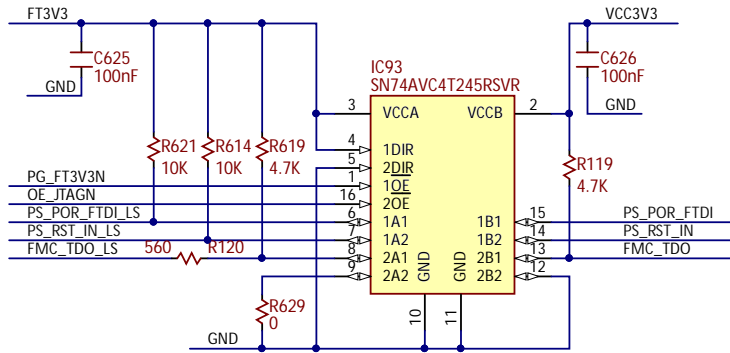 FT3V3
VCC3V3
C625
100nF
GND
IC93
SN74AVC4T245RSVR
C626
100nF
GND
3 VCCA VCCB 2
R621
10K
R614
10K
R619
4.7K
4 1DIR
5 2DIR
R119
4.7K
PG_FT3V3N 1 1OE
OE_JTAGN 16 2OE
PS_POR_FTDI_LS 6 1A1 1B1 15 PS_POR_FTDI
PS_RST_IN_LS 7 1A2 1B2 14 PS_RST_IN
FMC_TDO_LS 560 R120 8 2A1 2B1 13 FMC_TDO
9 2A2 GND GND 2B2 12
R629
0
10 11
GND